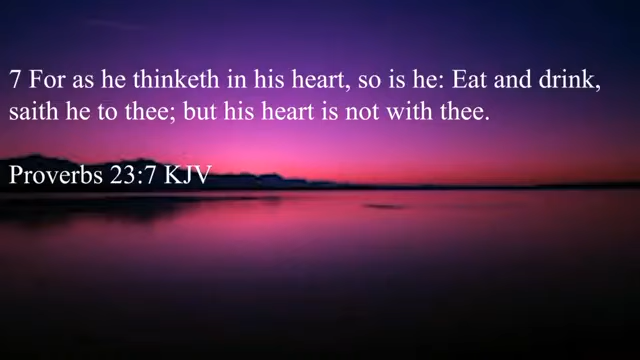 7 For as he thinketh in his heart, so is he: Eat and drink,
saith he to thee; but his heart is not with thee.
Proverbs 23:7 KJV